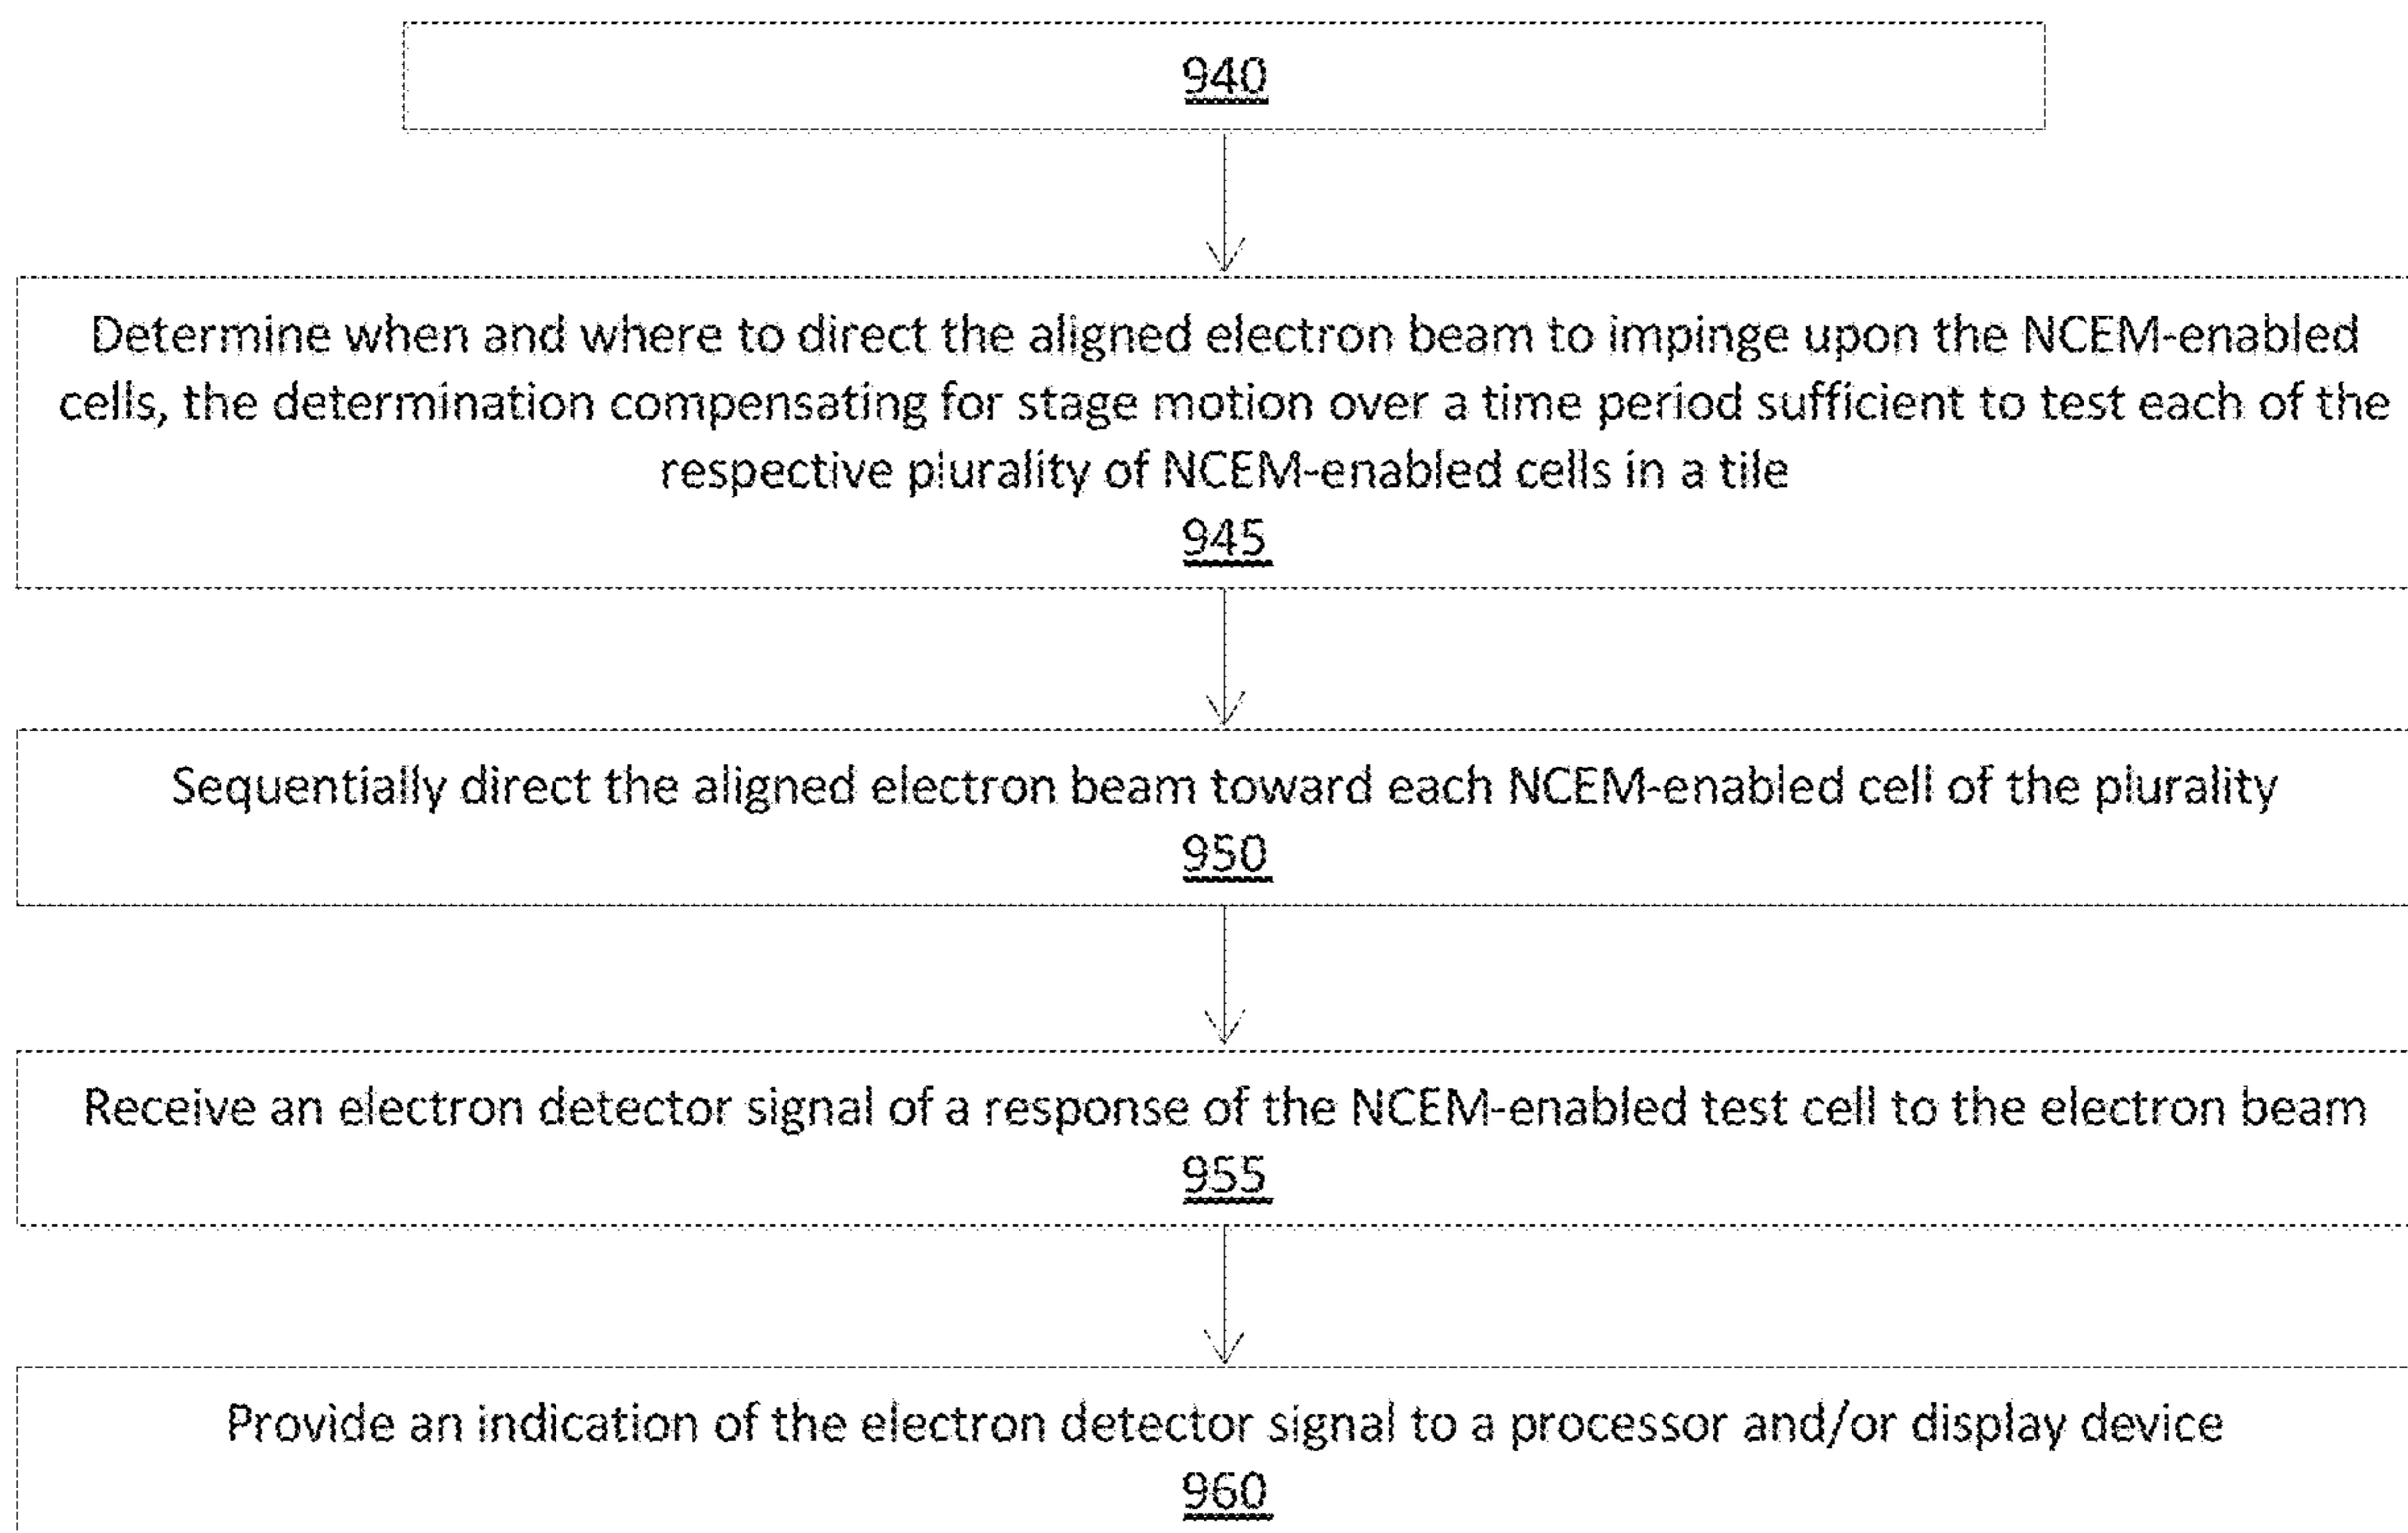 940
Determine when and where to direct the aligned electron beam to impinge upon the NCEM-enabled
cells, the determination compensating for stage motion over a time period sufficient to test each of the
respective plurality of NCEM-enabled cells in a tile
945
Sequentially direct the aligned electron beam toward each NCEM-enabled cell of the plurality
950
Receive an electron detector signal of a response of the NCEM-enabled test cell to the electron beam
955
Provide an indication of the electron detector signal to a processor and/or display device
960